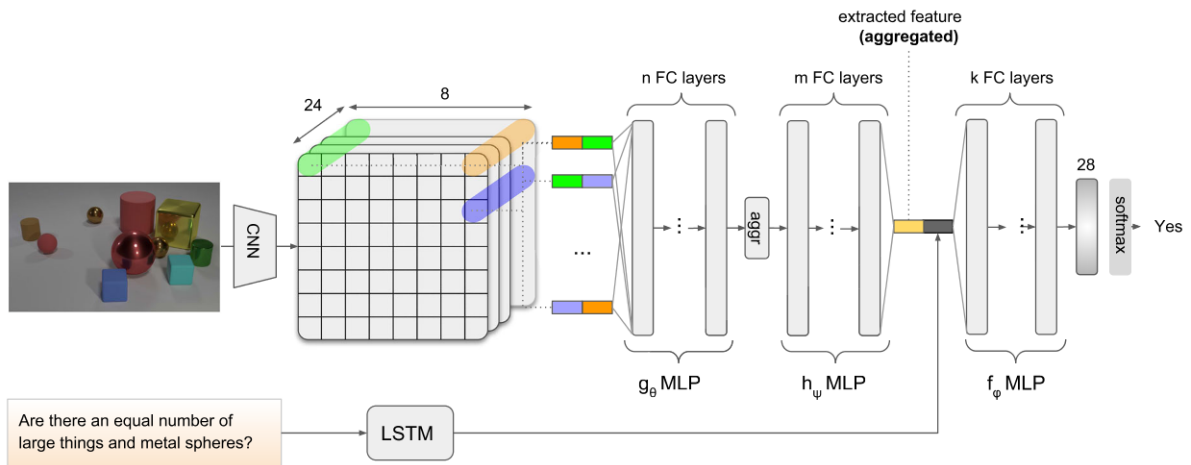 extracted feature
(aggregated)
n FC layers
m FC layers
k FC layers
24
8
28
CNN
...
...
...
...
...
aggr
softmax
Yes
gθ MLP
hψ MLP
fφ MLP
Are there an equal number of
large things and metal spheres?
LSTM